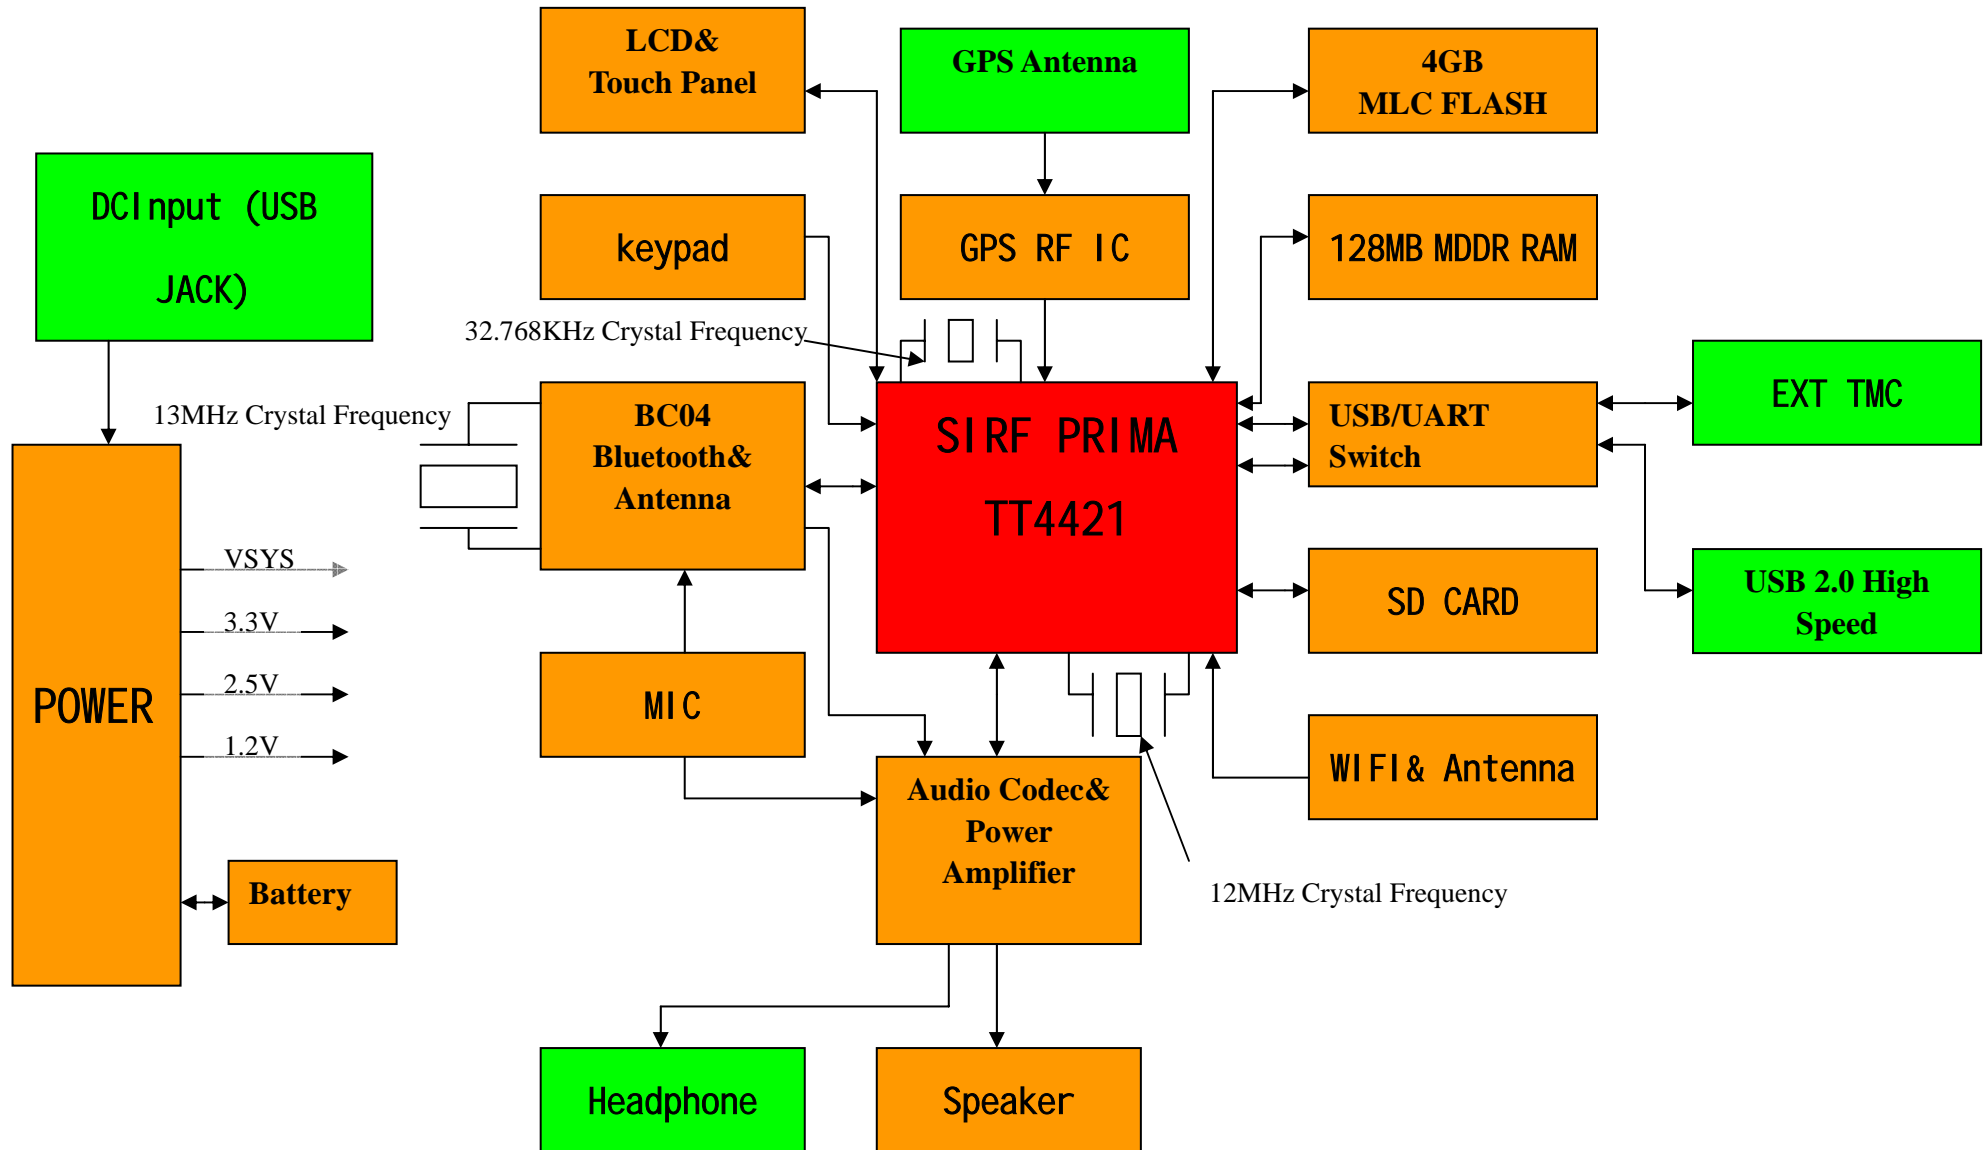 LCD&
Touch Panel
GPS Antenna
4GB
MLC FLASH
DCInput (USB
JACK)
keypad
GPS RF IC
128MB MDDR RAM
32.768KHz Crystal Frequency
13MHz Crystal Frequency
BC04
Bluetooth&
Antenna
SIRF PRIMA
TT4421
USB/UART
Switch
EXT TMC
USB 2.0 High
Speed
SD CARD
VSYS
3.3V
2.5V
1.2V
POWER
MIC
WIFI& Antenna
Audio Codec&
Power
Amplifier
Battery
12MHz Crystal Frequency
Headphone
Speaker